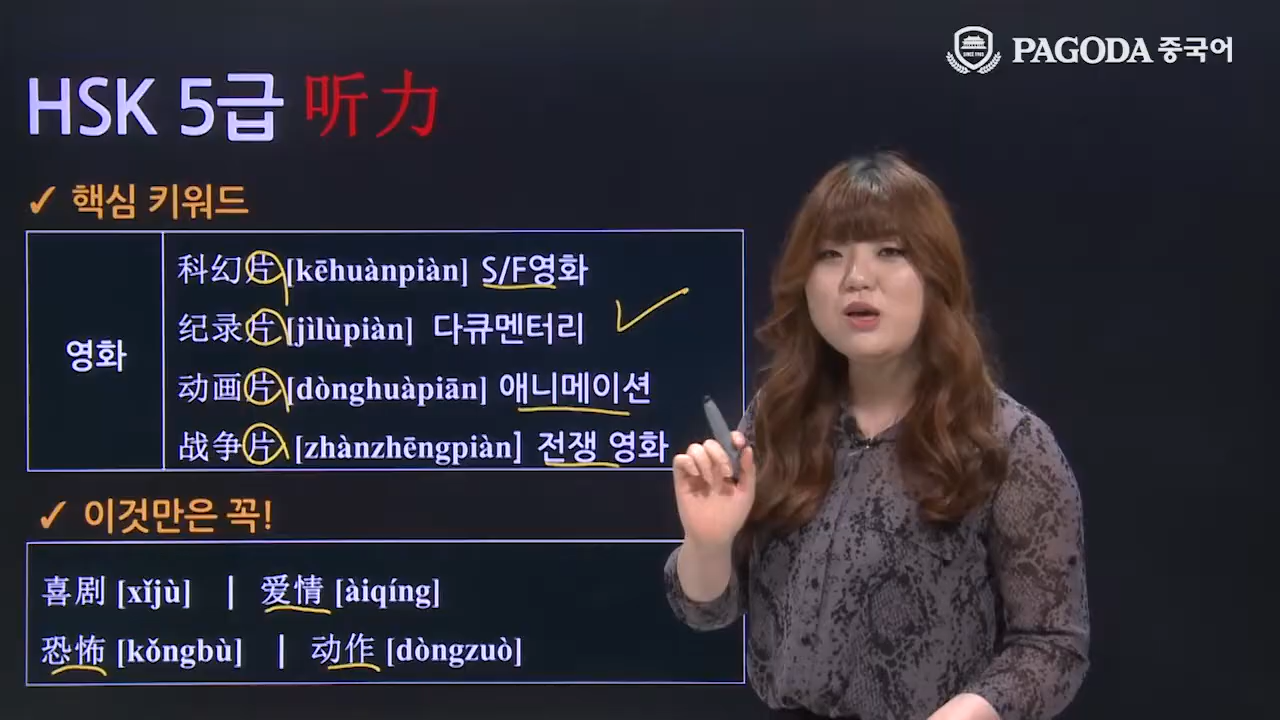 PAGODA 중국어
HSK 5급 听力
✓ 핵심 키워드
영화
科幻片 [kēhuànpiàn] S/F영화
纪录片 [jìlùpiàn] 다큐멘터리
动画片 [dònghuàpiān] 애니메이션
战争片 [zhànzhēngpiàn] 전쟁 영화
✓ 이것만은 꼭!
喜剧 [xǐjù] | 爱情 [àiqíng]
恐怖 [kǒngbù] | 动作 [dòngzuò]